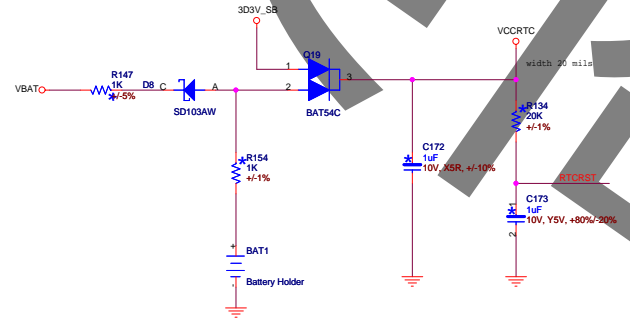 3D3V_SB
VCCRTC
Q19
1
width 20 mils
3
R147
1K
+/-5%
VBAT
D8
C
A
2
SD103AW
BAT54C
R134
20K
+/-1%
C172
1uF
10V, X5R, +/-10%
R154
1K
+/-1%
RTCRST
1
C173
1uF
10V, Y5V, +80%/-20%
2
+
BAT1
-
Battery Holder